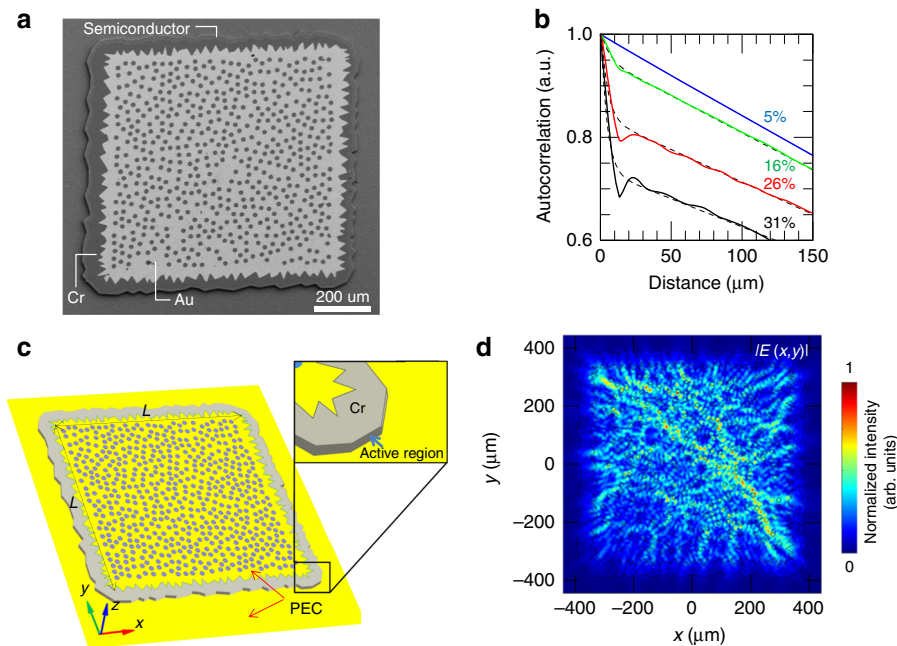 a
Semiconductor
Cr
Au
200 um
b
Autocorrelation (a.u.)
1.0
0.8
0.6
5%
16%
26%
31%
0
50
100
150
Distance (μm)
c
L
L
Cr
Active region
PEC
y
z
x
d
|E (x,y)|
y (μm)
400
200
0
−200
−400
−400
−200
0
200
400
x (μm)
1
0
Normalized intensity
(arb. units)